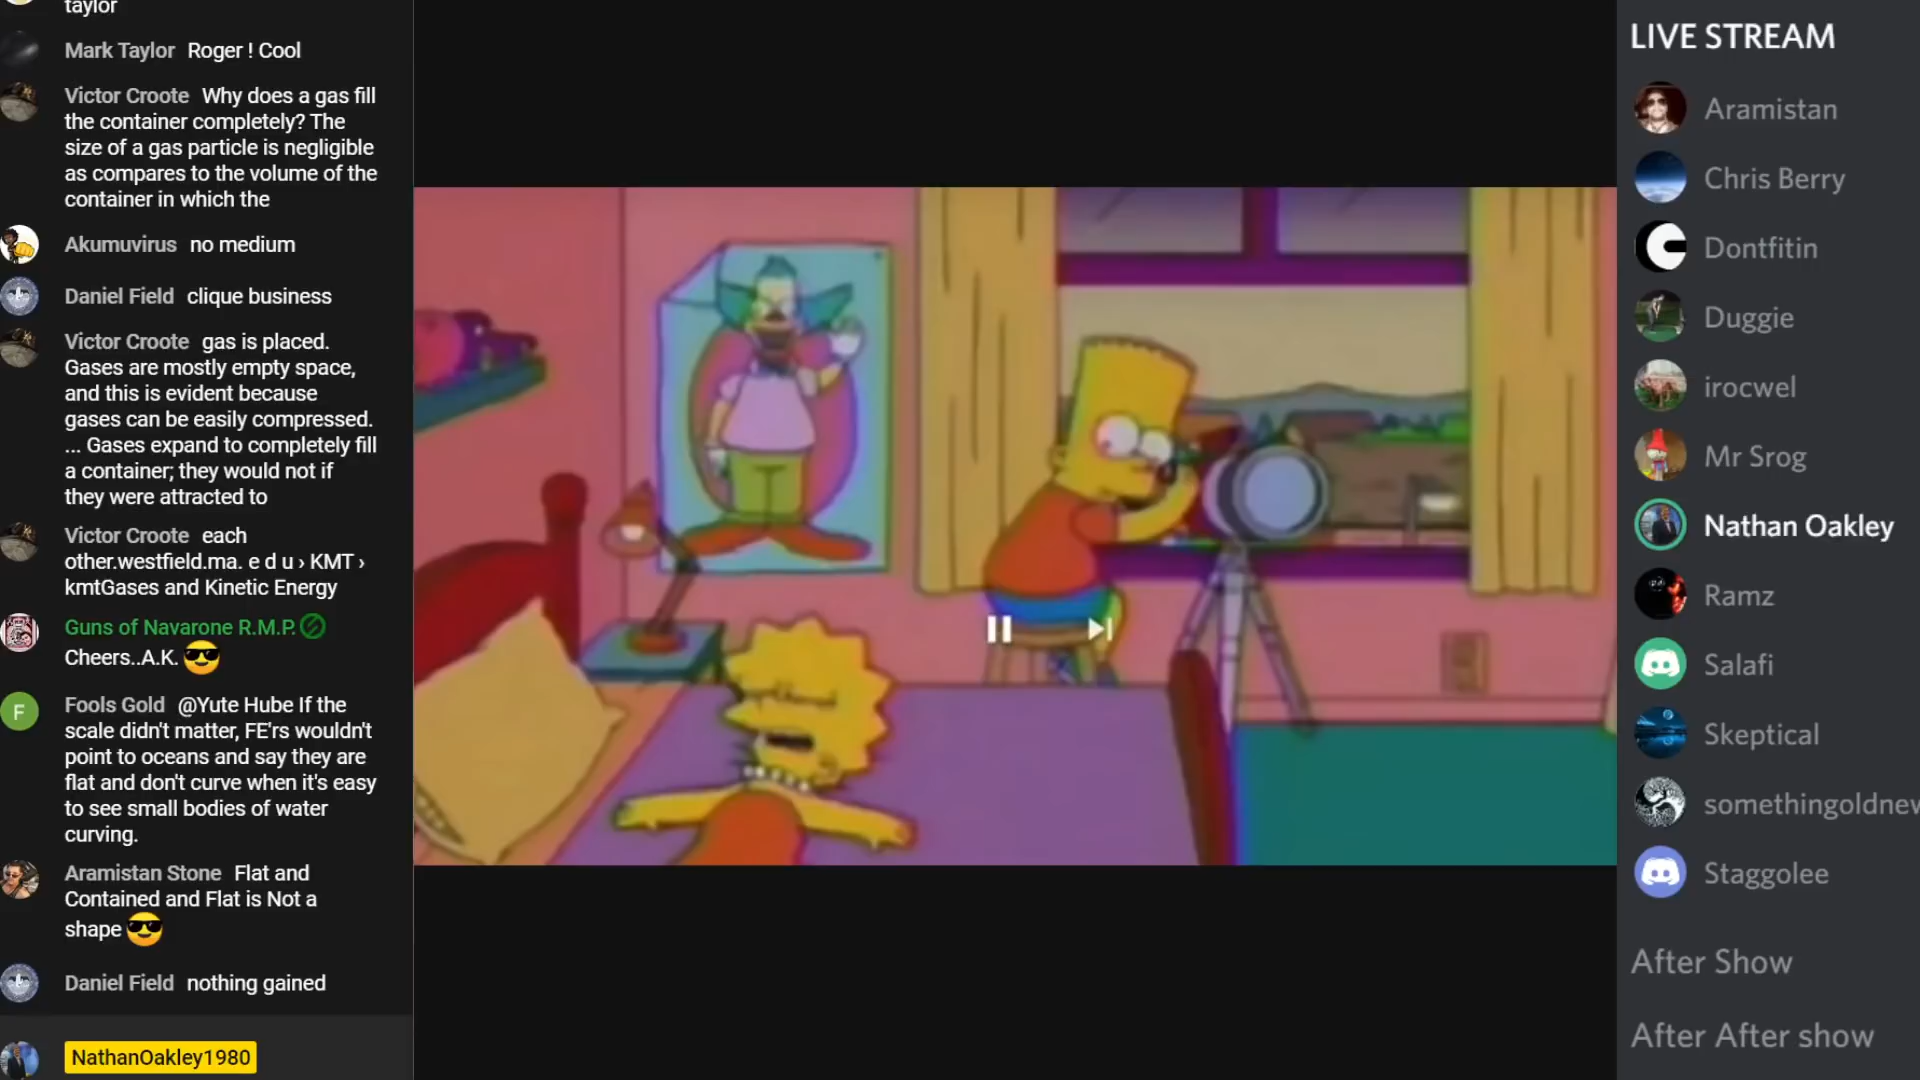 taylor
Mark Taylor Roger ! Cool
Victor Croote Why does a gas fill
the container completely? The
size of a gas particle is negligible
as compares to the volume of the
container in which the
Akumuvirus no medium
Daniel Field clique business
Victor Croote gas is placed.
Gases are mostly empty space,
and this is evident because
gases can be easily compressed.
... Gases expand to completely fill
a container; they would not if
they were attracted to
Victor Croote each
other.westfield.ma. e d u › KMT ›
kmtGases and Kinetic Energy
Guns of Navarone R.M.P.
Cheers..A.K. 😎
F
Fools Gold @Yute Hube If the
scale didn't matter, FE'rs wouldn't
point to oceans and say they are
flat and don't curve when it's easy
to see small bodies of water
curving.
Aramistan Stone Flat and
Contained and Flat is Not a
shape 😎
Daniel Field nothing gained
NathanOakley1980
LIVE STREAM
Aramistan
Chris Berry
Dontfitin
Duggie
irocwel
Mr Srog
Nathan Oakley
Ramz
Salafi
Skeptical
somethingoldnew
Staggolee
After Show
After After show